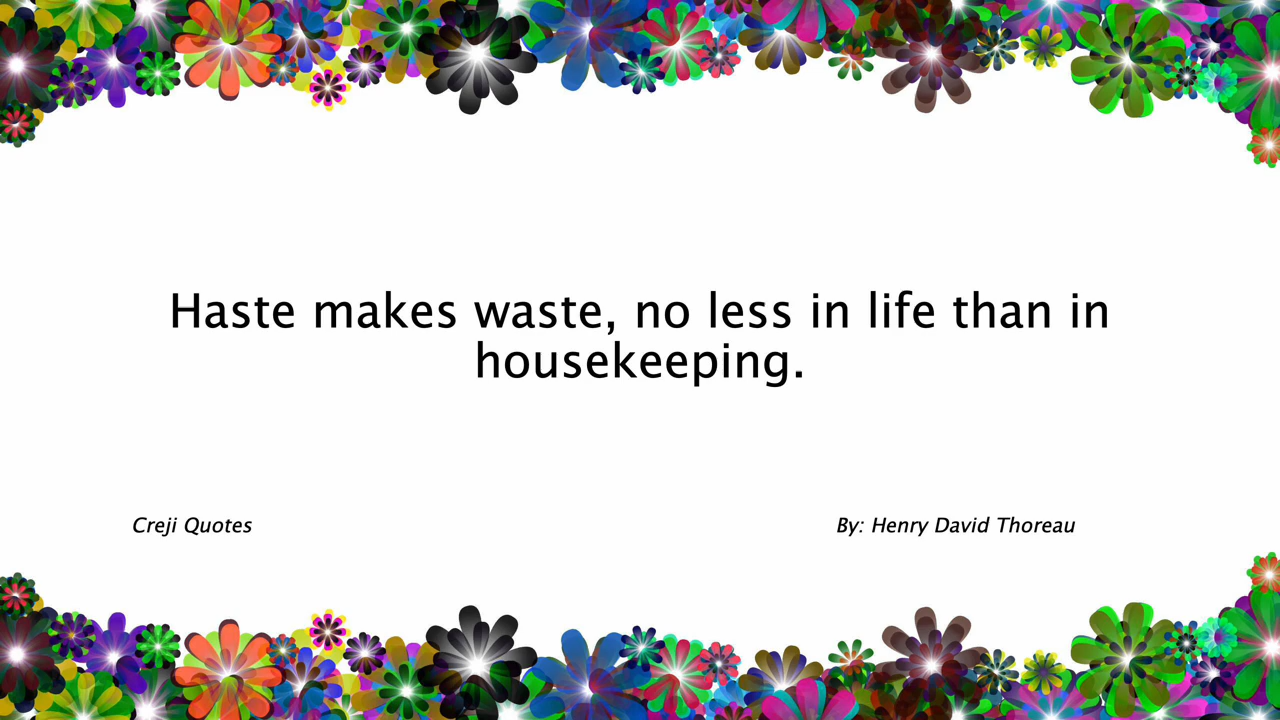 Haste makes waste, no less in life than in
housekeeping.
Creji Quotes
By: Henry David Thoreau